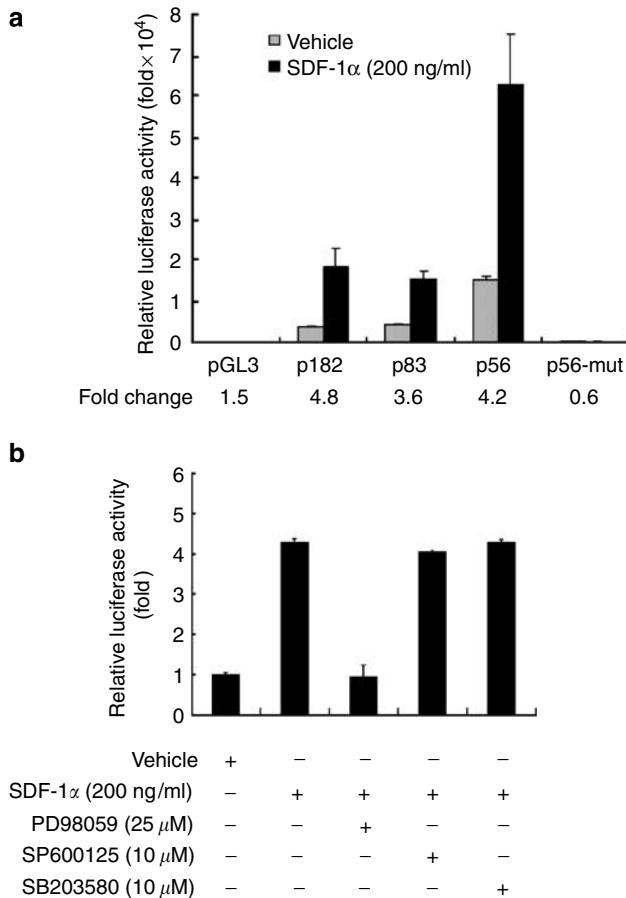 a
Relative luciferase activity (fold×10⁴)
8
7
6
5
4
3
2
1
0
Vehicle
SDF-1α (200 ng/ml)
pGL3 p182 p83 p56 p56-mut
Fold change 1.5 4.8 3.6 4.2 0.6
b
Relative luciferase activity
(fold)
6
5
4
3
2
1
0
Vehicle + − − − −
SDF-1α (200 ng/ml) − + + + +
PD98059 (25 μM) − − + − −
SP600125 (10 μM) − − − + −
SB203580 (10 μM) − − − − +